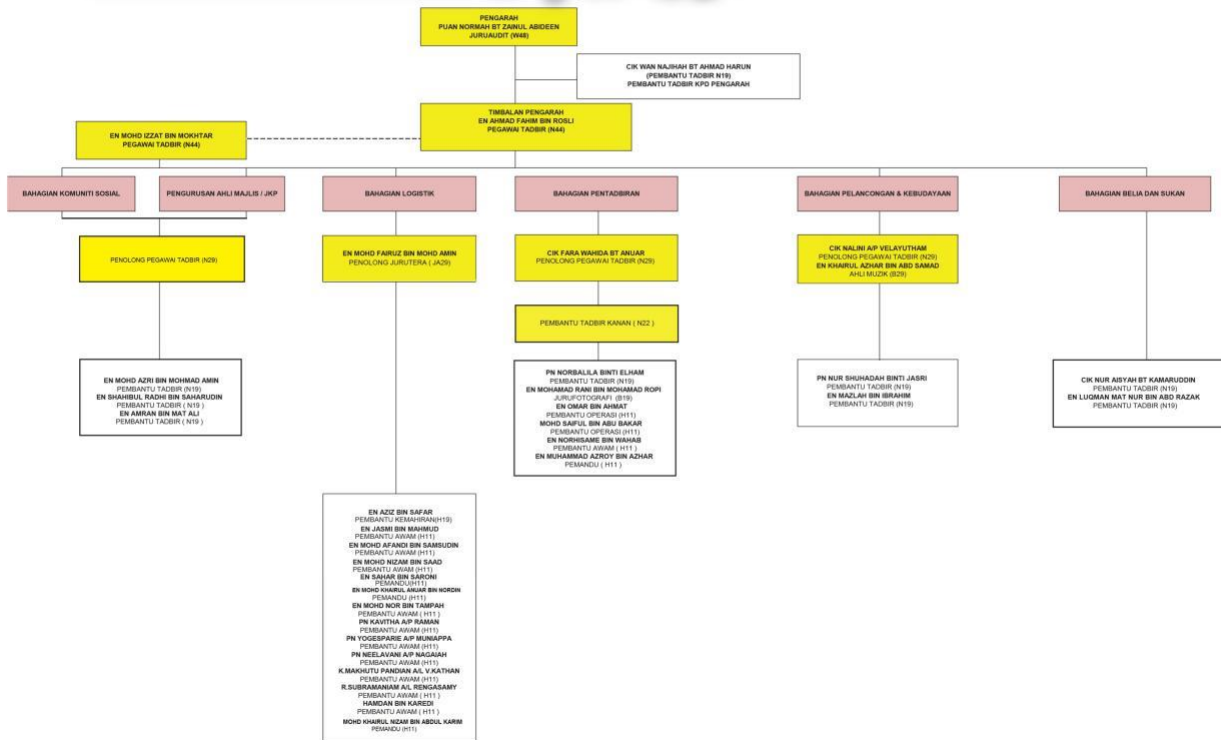 PENGARAH
PUAN NORMAH BT ZAINUL ABIDEEN
JURUAUDIT (W48)
CIK WAN NAJIHAH BT AHMAD HARUN
(PEMBANTU TADBIR N19)
PEMBANTU TADBIR KPD PENGARAH
TIMBALAN PENGARAH
EN AHMAD FAHIM BIN ROSLI
PEGAWAI TADBIR (N44)
EN MOHD IZZAT BIN MOKHTAR
PEGAWAI TADBIR (N44)
BAHAGIAN KOMUNITI SOSIAL
PENGURUSAN AHLI MAJLIS / JKP
BAHAGIAN LOGISTIK
BAHAGIAN PENTADBIRAN
BAHAGIAN PELANCONGAN & KEBUDAYAAN
BAHAGIAN BELIA DAN SUKAN
PENOLONG PEGAWAI TADBIR (N29)
EN MOHD FAIRUZ BIN MOHD AMIN
PENOLONG JURUTERA ( JA29)
CIK FARA WAHIDA BT ANUAR
PENOLONG PEGAWAI TADBIR (N29)
CIK NALINI A/P VELAYUTHAM
PENOLONG PEGAWAI TADBIR (N29)
EN KHAIRUL AZHAR BIN ABD SAMAD
AHLI MUZIK (B29)
PEMBANTU TADBIR KANAN ( N22 )
EN MOHD AZRI BIN MOHMAD AMIN
PEMBANTU TADBIR (N19)
EN SHAHIBUL RADHI BIN SAHARUDIN
PEMBANTU TADBIR ( N19 )
EN AMRAN BIN MAT ALI
PEMBANTU TADBIR ( N19 )
PN NORBALILA BINTI ELHAM
PEMBANTU TADBIR (N19)
EN MOHAMAD RANI BIN MOHAMAD ROPI
JURUFOTOGRAFI (B19)
EN OMAR BIN AHMAT
PEMBANTU OPERASI (H11)
MOHD SAIFUL BIN ABU BAKAR
PEMBANTU OPERASI (H11)
EN NORHISAME BIN WAHAB
PEMBANTU AWAM ( H11 )
EN MUHAMMAD AZROY BIN AZHAR
PEMANDU ( H11 )
PN NUR SHUHADAH BINTI JASRI
PEMBANTU TADBIR (N19)
EN MAZLAH BIN IBRAHIM
PEMBANTU TADBIR (N19)
CIK NUR AISYAH BT KAMARUDDIN
PEMBANTU TADBIR (N19)
EN LUQMAN MAT NUR BIN ABD RAZAK
PEMBANTU TADBIR (N19)
EN AZIZ BIN SAFAR
PEMBANTU KEMAHIRAN(H19)
EN JASMI BIN MAHMUD
PEMBANTU AWAM (H11)
EN MOHD AFANDI BIN SAMSUDIN
PEMBANTU AWAM (H11)
EN MOHD NIZAM BIN SAAD
PEMBANTU AWAM (H11)
EN SAHAR BIN SARONI
PEMANDU(H11)
EN MOHD KHAIRUL ANUAR BIN NORDIN
PEMANDU (H11)
EN MOHD NOR BIN TAMPAH
PEMBANTU AWAM ( H11 )
PN KAVITHA A/P RAMAN
PEMBANTU AWAM (H11)
PN YOGESPARIE A/P MUNIAPPA
PEMBANTU AWAM (H11)
PN NEELAVANI A/P NAGAIAH
PEMBANTU AWAM (H11)
K.MAKHUTU PANDIAN A/L V.KATHAN
PEMBANTU AWAM (H11)
R.SUBRAMANIAM A/L RENGASAMY
PEMBANTU AWAM ( H11 )
HAMDAN BIN KAREDI
PEMBANTU AWAM ( H11 )
MOHD KHAIRUL NIZAM BIN ABDUL KARIM
PEMANDU (H11)